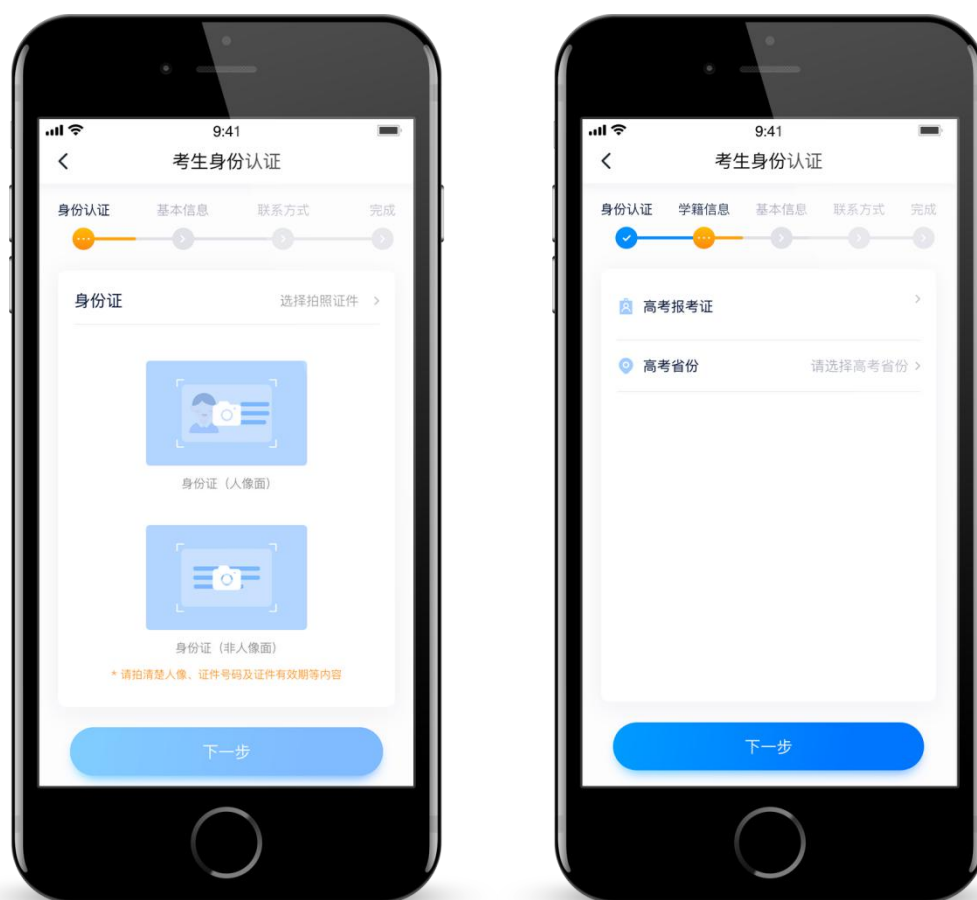 9:41
考生身份认证
身份认证 基本信息 联系方式 完成
身份证 选择拍照证件
身份证（人像面）
身份证（非人像面）
* 请拍清楚人像、证件号码及证件有效期等内容
下一步
9:41
考生身份认证
身份认证 学籍信息 基本信息 联系方式 完成
高考报考证
高考省份 请选择高考省份
下一步